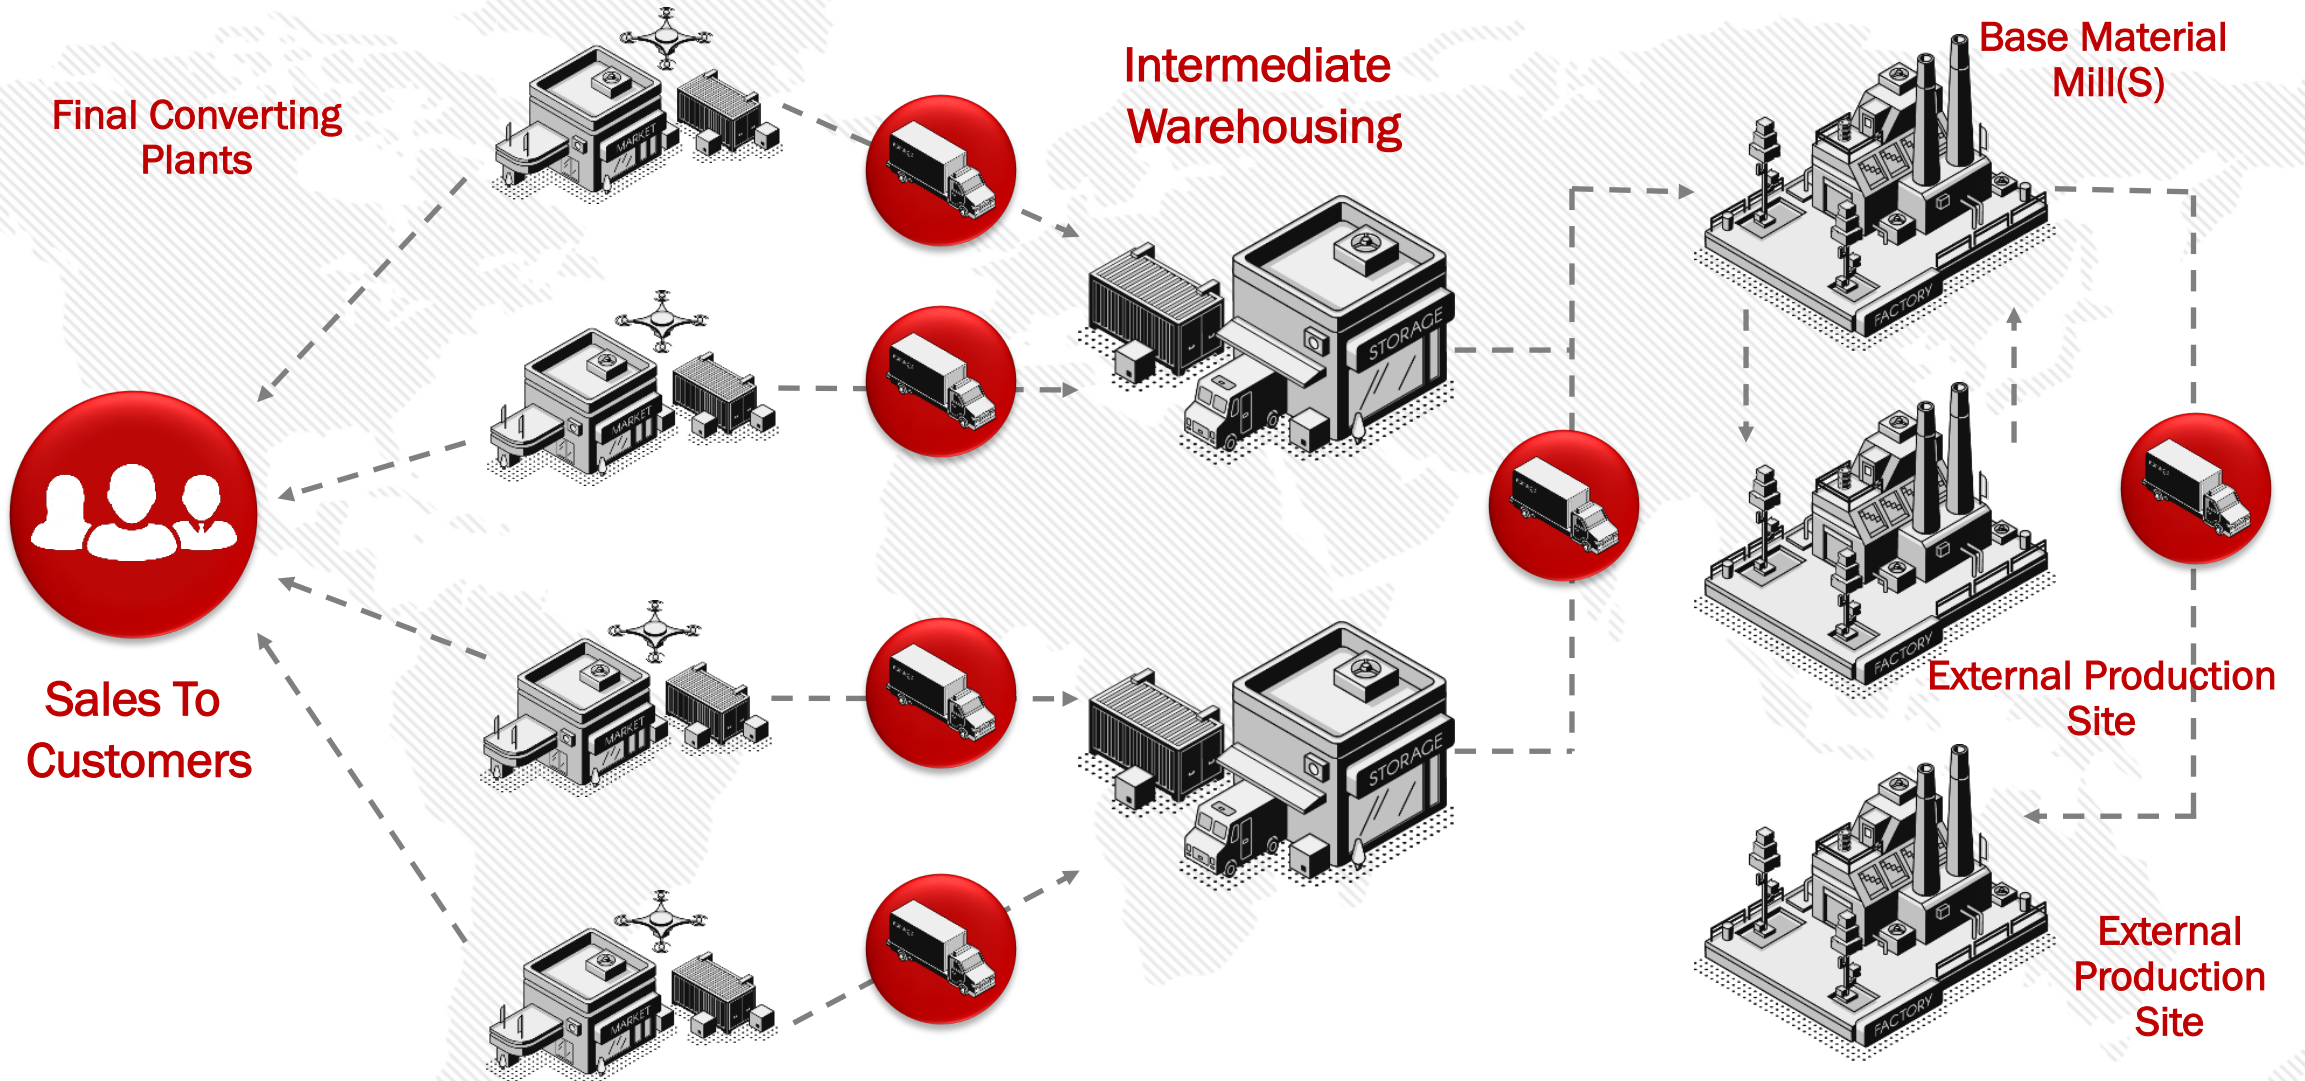 Final Converting
Plants
Intermediate
Warehousing
Base Material
Mill(S)
MARKET
MARKET
MARKET
MARKET
STORAGE
STORAGE
FACTORY
FACTORY
FACTORY
Sales To
Customers
External Production
Site
External
Production
Site